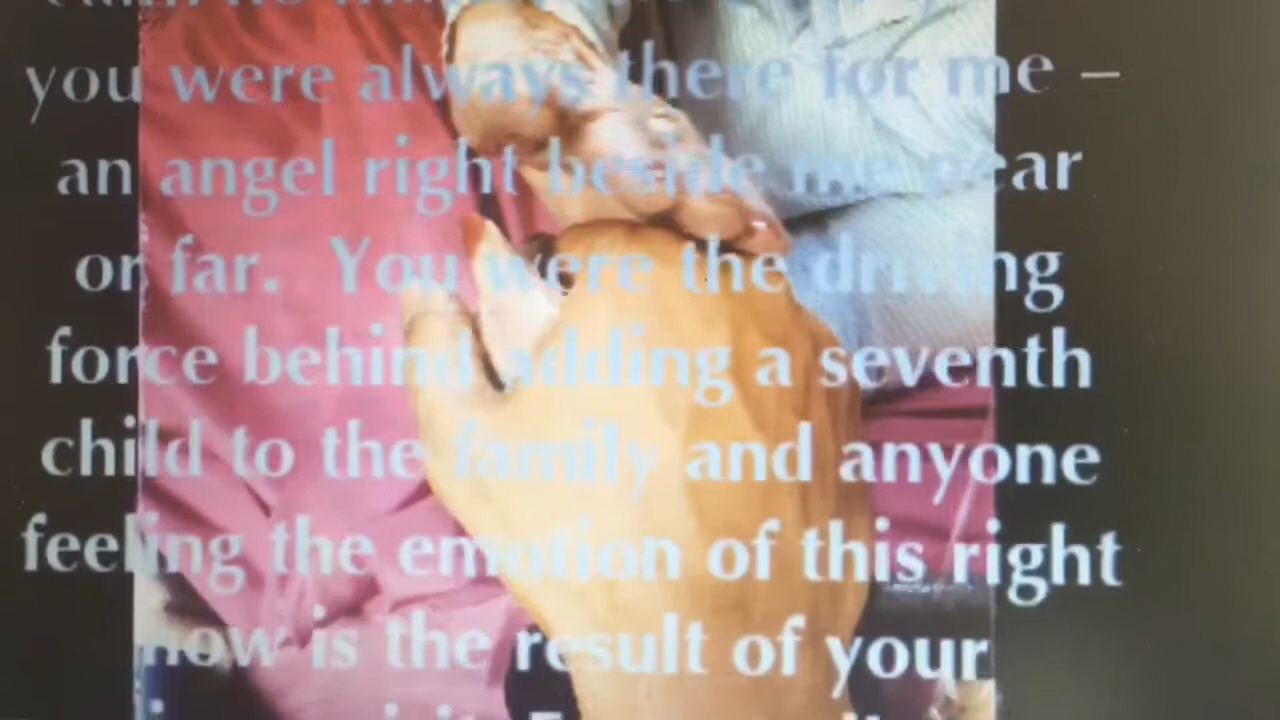 you were always there for me –
an angel right beside me near
or far. You were the driving
force behind adding a seventh
child to the family and anyone
feeling the emotion of this right
now is the result of your